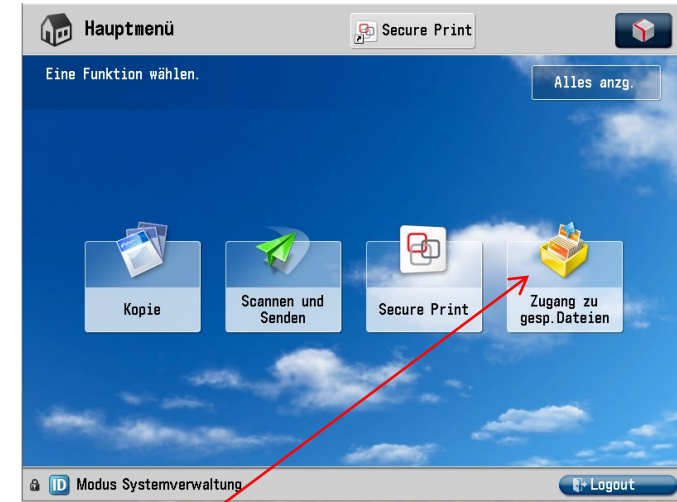 Hauptmenü
Secure Print
Eine Funktion wählen.
Alles anzg.
Kopie
Scannen und
Senden
Secure Print
Zugang zu
gesp.Dateien
ID Modus Systemverwaltung
Logout